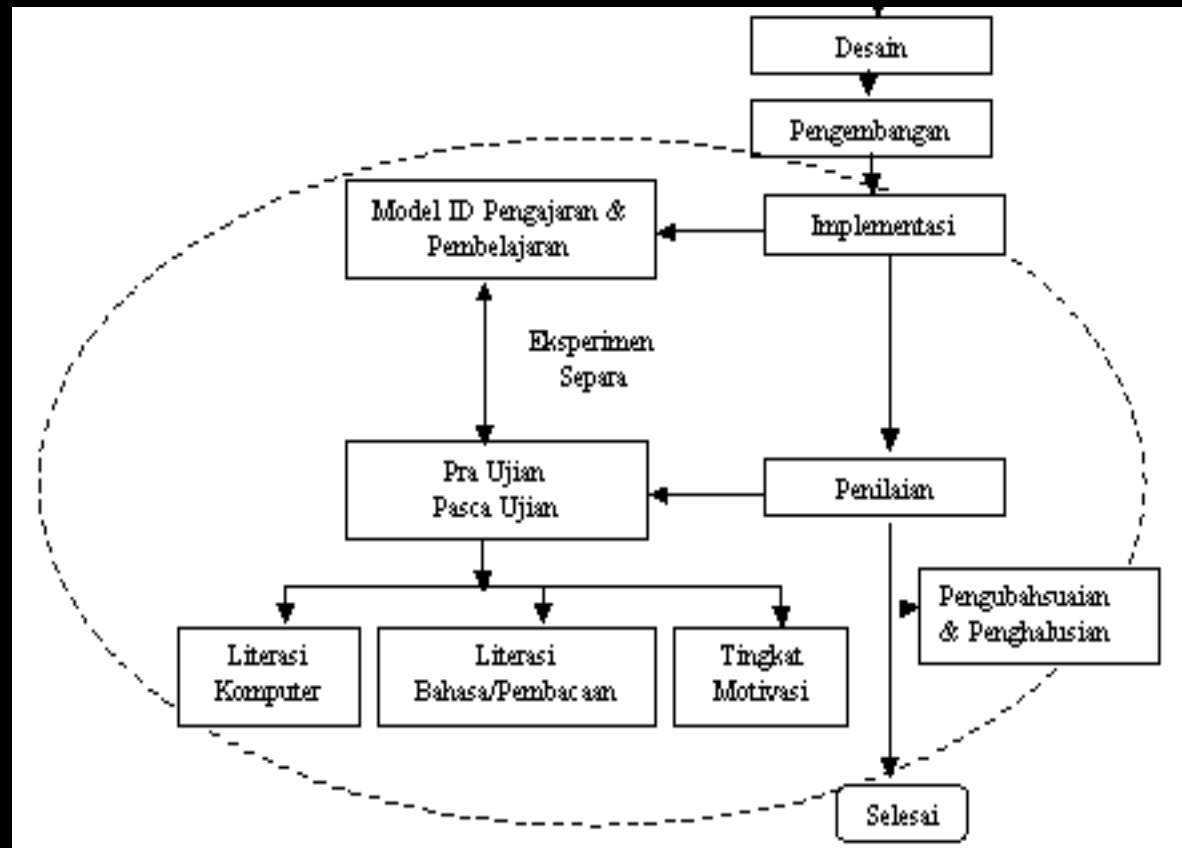 Desain
Pengembangan
Model ID Pengajaran &
Pembelajaran
Implementasi
Eksperimen
Separa
Pra Ujian
Pasca Ujian
Penilaian
Pengubahsuaian
& Penghalusian
Literasi
Komputer
Literasi
Bahasa/Pembacaan
Tingkat
Motivasi
Selesai